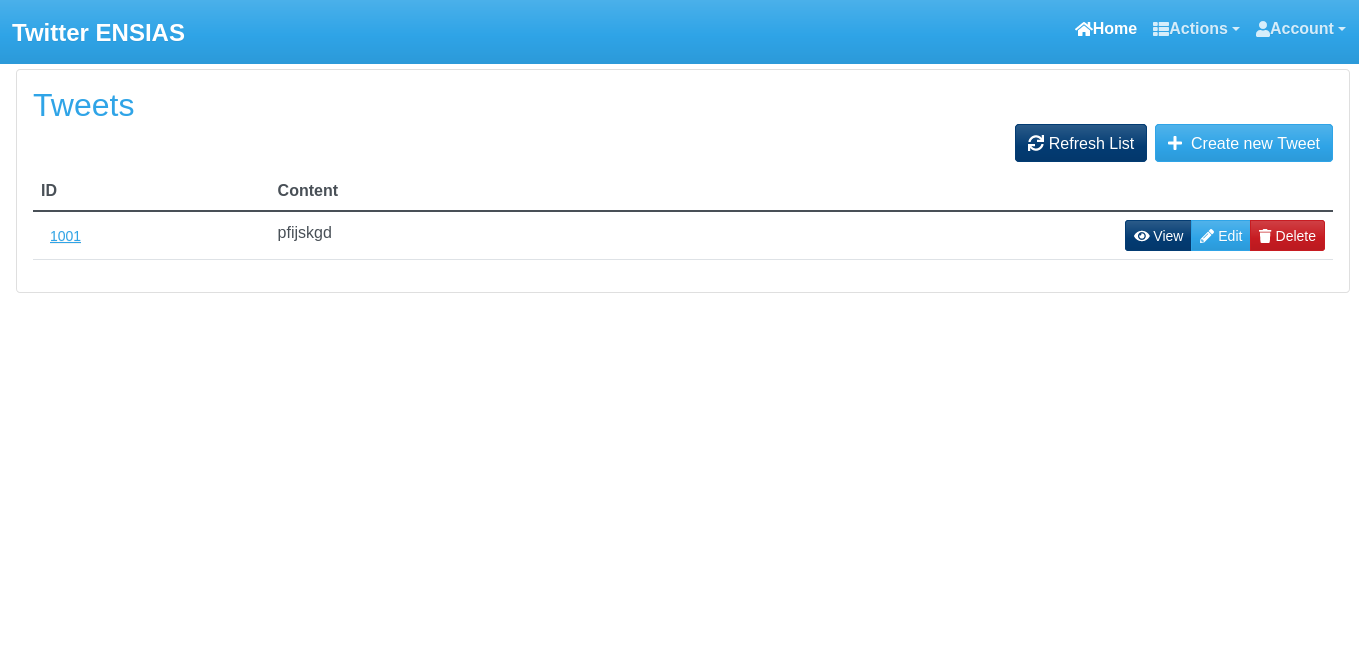 Twitter ENSIAS Home Actions Account
Tweets
Refresh List Create new Tweet
ID Content
1001 pfijskgd View Edit Delete